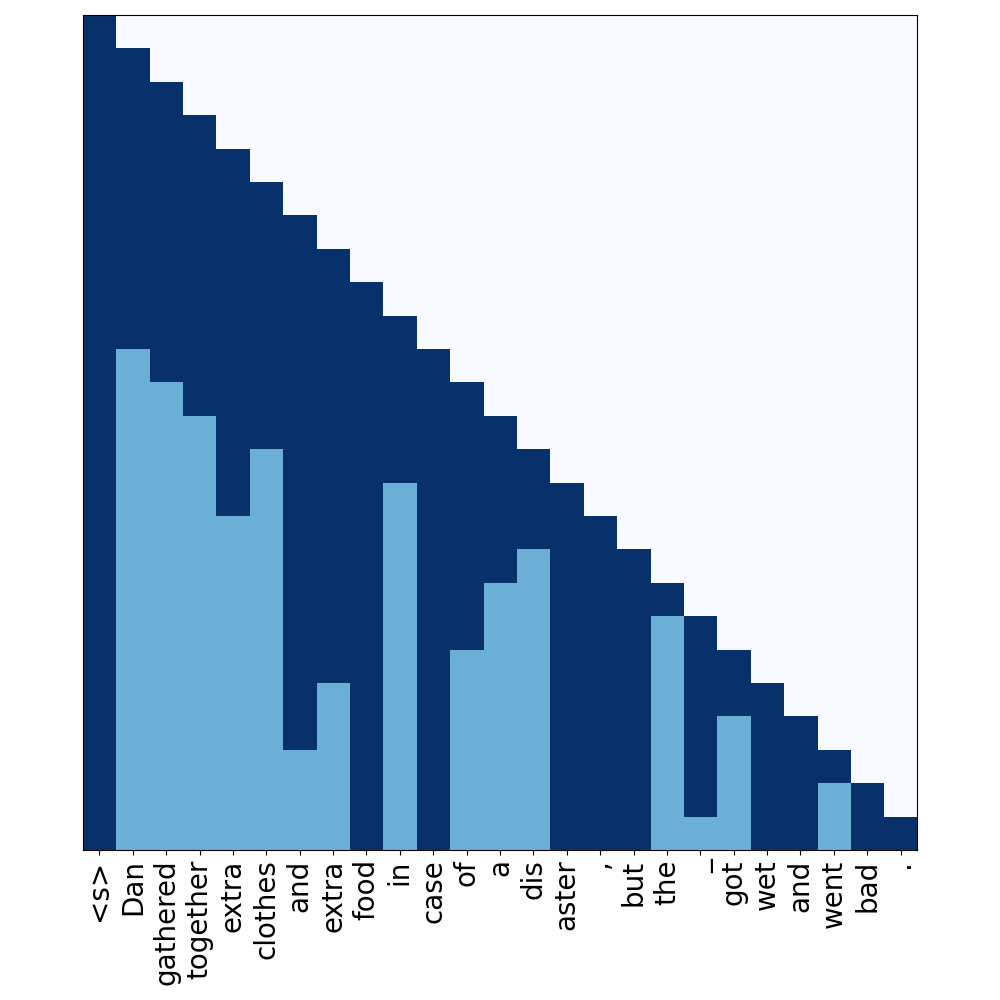 <s> Dan gathered together extra clothes and extra food in case of a dis aster , but the _ got wet and went bad .